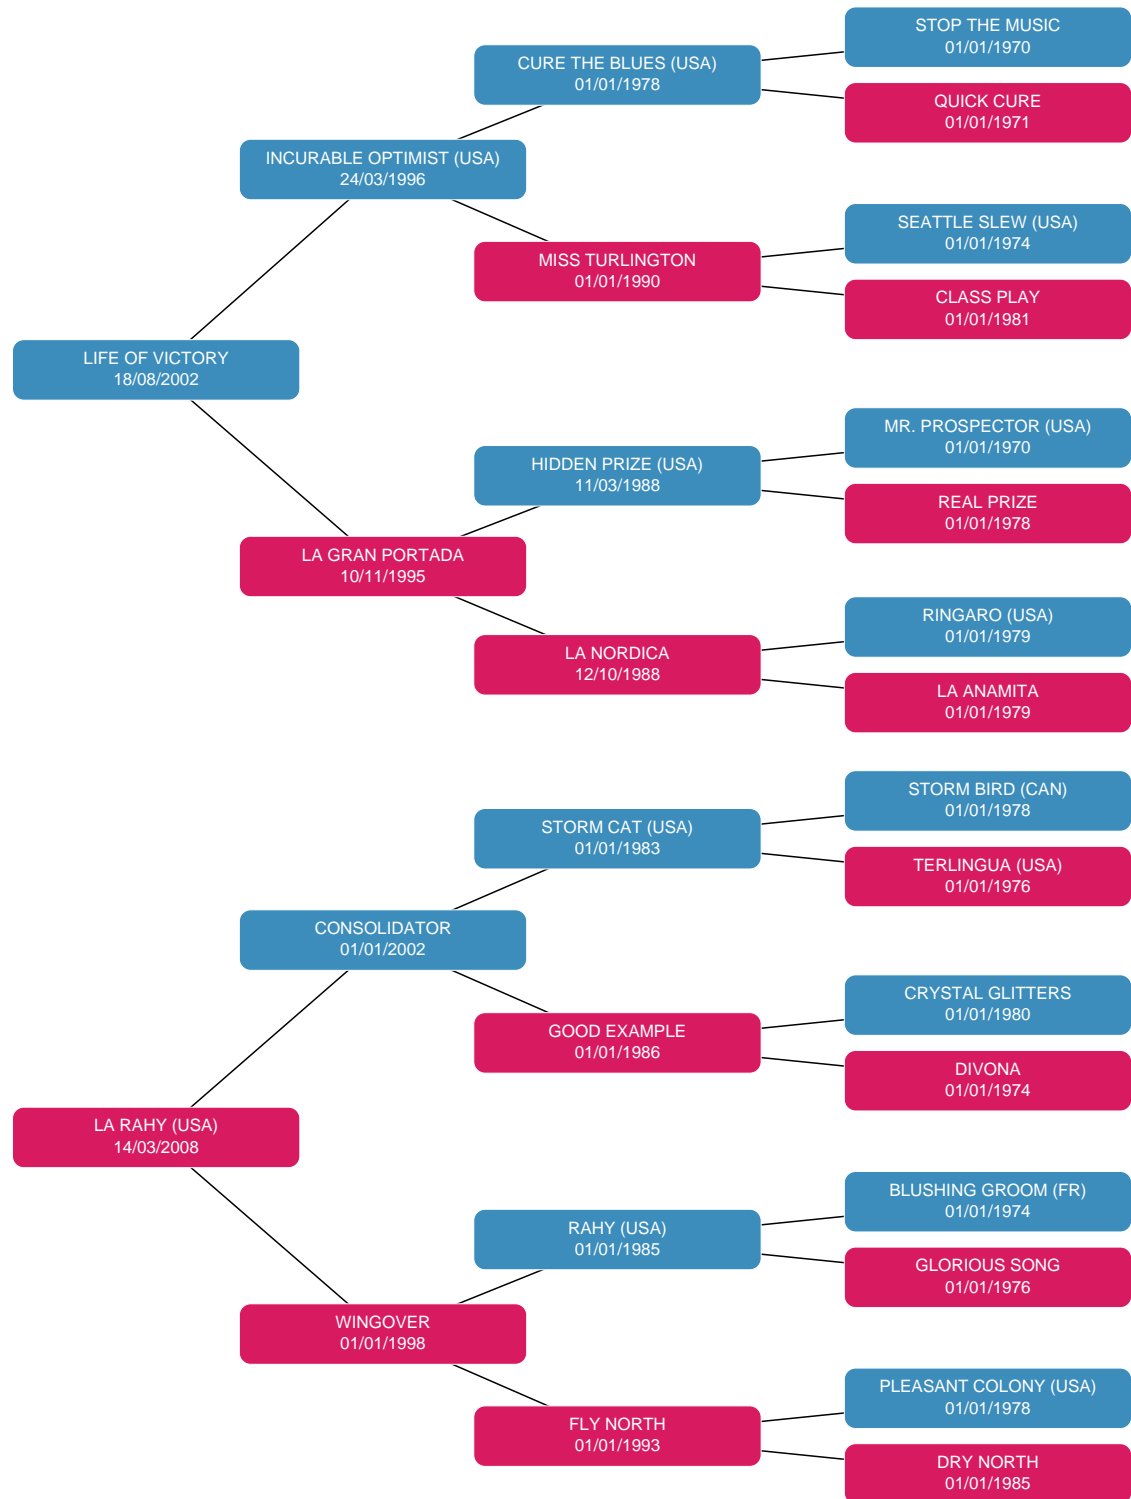 STOP THE MUSIC
01/01/1970
CURE THE BLUES (USA)
01/01/1978
QUICK CURE
01/01/1971
INCURABLE OPTIMIST (USA)
24/03/1996
SEATTLE SLEW (USA)
01/01/1974
MISS TURLINGTON
01/01/1990
CLASS PLAY
01/01/1981
LIFE OF VICTORY
18/08/2002
MR. PROSPECTOR (USA)
01/01/1970
HIDDEN PRIZE (USA)
11/03/1988
REAL PRIZE
01/01/1978
LA GRAN PORTADA
10/11/1995
RINGARO (USA)
01/01/1979
LA NORDICA
12/10/1988
LA ANAMITA
01/01/1979
STORM BIRD (CAN)
01/01/1978
STORM CAT (USA)
01/01/1983
TERLINGUA (USA)
01/01/1976
CONSOLIDATOR
01/01/2002
CRYSTAL GLITTERS
01/01/1980
GOOD EXAMPLE
01/01/1986
DIVONA
01/01/1974
LA RAHY (USA)
14/03/2008
BLUSHING GROOM (FR)
01/01/1974
RAHY (USA)
01/01/1985
GLORIOUS SONG
01/01/1976
WINGOVER
01/01/1998
PLEASANT COLONY (USA)
01/01/1978
FLY NORTH
01/01/1993
DRY NORTH
01/01/1985